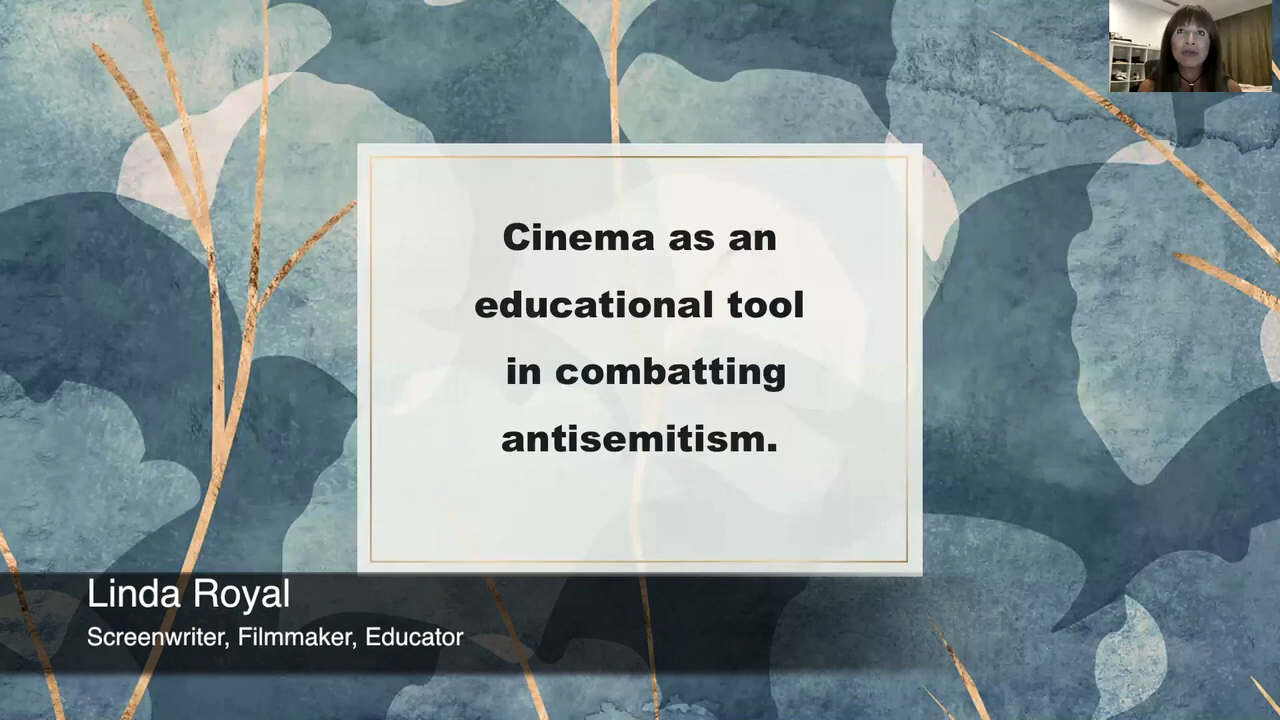 Cinema as an
educational tool
in combatting
antisemitism.
Linda Royal
Screenwriter, Filmmaker, Educator